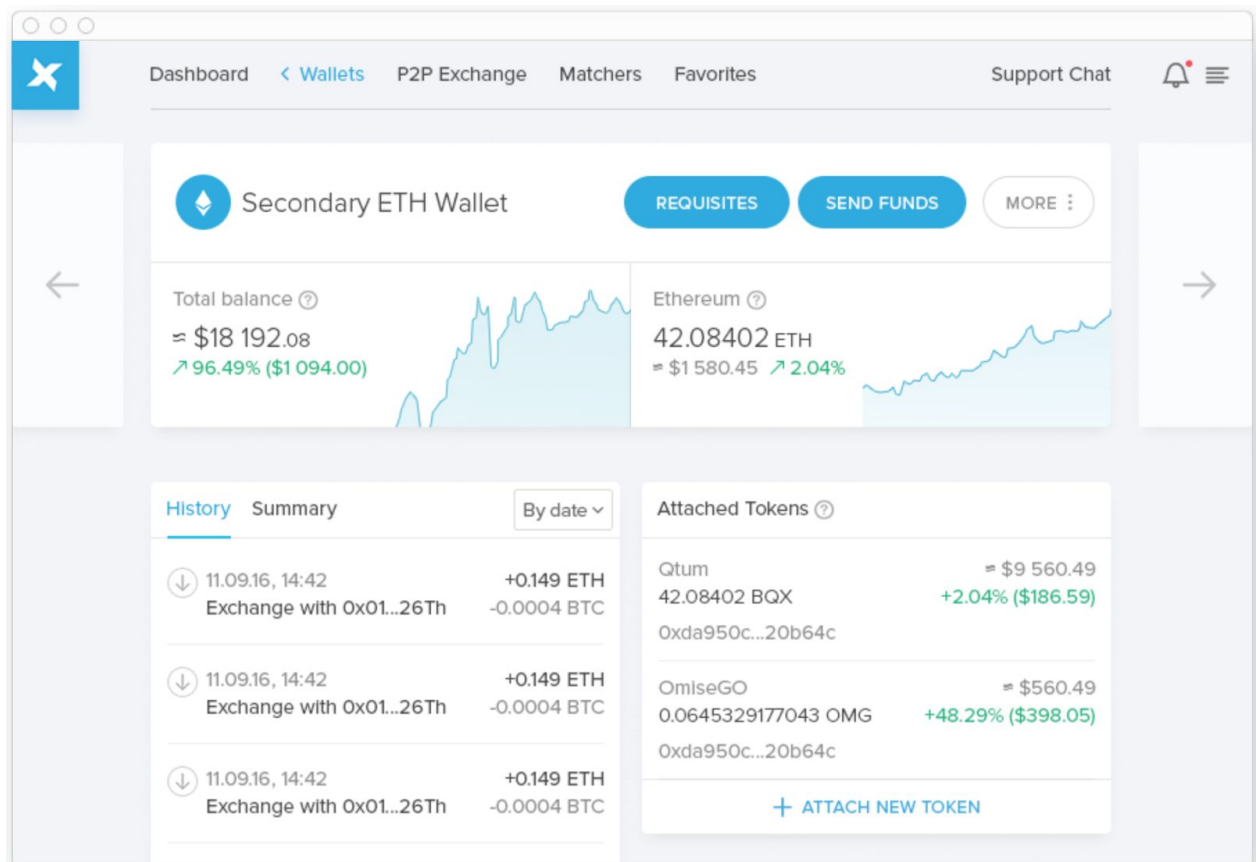 Dashboard < Wallets P2P Exchange Matchers Favorites Support Chat
Secondary ETH Wallet REQUISITES SEND FUNDS MORE
Total balance ?
≈ $18 192.08
↗ 96.49% ($1 094.00)
Ethereum ?
42.08402 ETH
≈ $1 580.45 ↗ 2.04%
History Summary By date
11.09.16, 14:42 +0.149 ETH
Exchange with 0x01...26Th -0.0004 BTC
11.09.16, 14:42 +0.149 ETH
Exchange with 0x01...26Th -0.0004 BTC
11.09.16, 14:42 +0.149 ETH
Exchange with 0x01...26Th -0.0004 BTC
Attached Tokens ?
Qtum ≈ $9 560.49
42.08402 BQX +2.04% ($186.59)
0xda950c...20b64c
OmiseGO ≈ $560.49
0.0645329177043 OMG +48.29% ($398.05)
0xda950c...20b64c
+ ATTACH NEW TOKEN